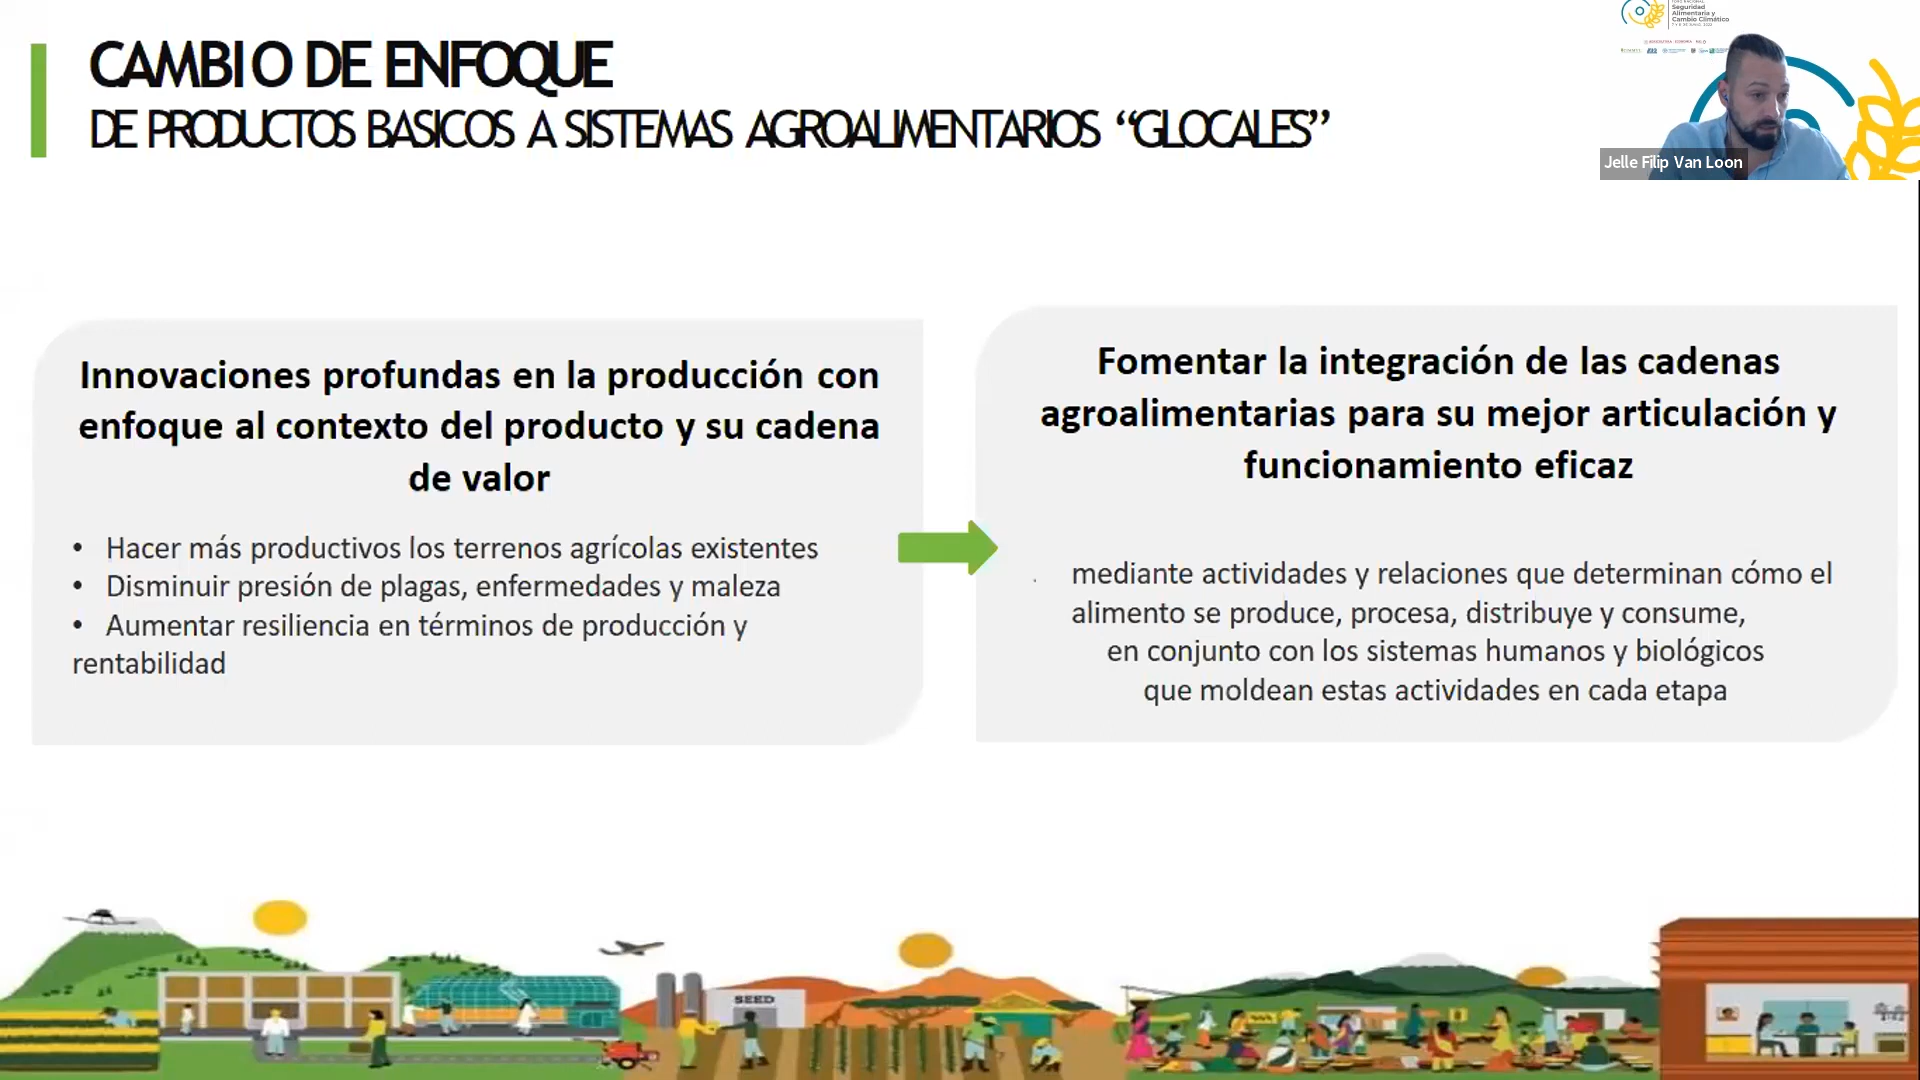 CAMBIO DE ENFOQUE
DE PRODUCTOS BASICOS A SISTEMAS AGROALIMENTARIOS “GLOCALES”
Seguridad
Alimentaria y
Cambio Climático
Jelle Filip Van Loon
Innovaciones profundas en la producción con
enfoque al contexto del producto y su cadena
de valor
• Hacer más productivos los terrenos agrícolas existentes
• Disminuir presión de plagas, enfermedades y maleza
• Aumentar resiliencia en términos de producción y
rentabilidad
Fomentar la integración de las cadenas
agroalimentarias para su mejor articulación y
funcionamiento eficaz
mediante actividades y relaciones que determinan cómo el
alimento se produce, procesa, distribuye y consume,
en conjunto con los sistemas humanos y biológicos
que moldean estas actividades en cada etapa
SEED